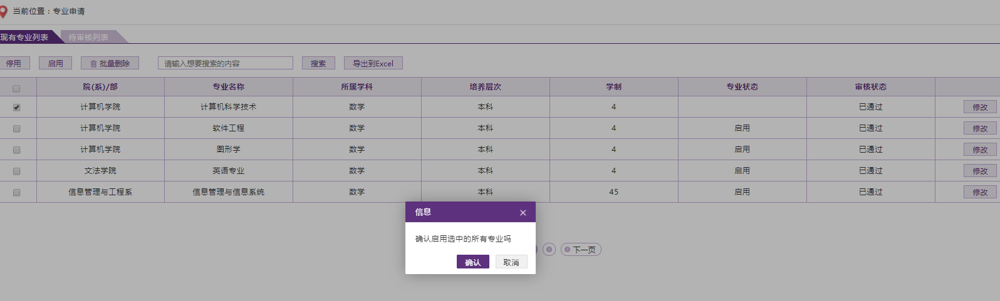 当前位置：专业申请
现有专业列表 待审核列表
停用 启用 批量删除 请输入想要搜索的内容 搜索 导出到Excel
院(系)/部 专业名称 所属学科 培养层次 学制 专业状态 审核状态
计算机学院 计算机科学技术 数学 本科 4 已通过 修改
计算机学院 软件工程 数学 本科 4 启用 已通过 修改
计算机学院 图形学 数学 本科 4 启用 已通过 修改
文法学院 英语专业 数学 本科 4 启用 已通过 修改
信息管理与工程系 信息管理与信息系统 数学 本科 45 启用 已通过 修改
信息
确认启用选中的所有专业吗
下一页
确认 取消